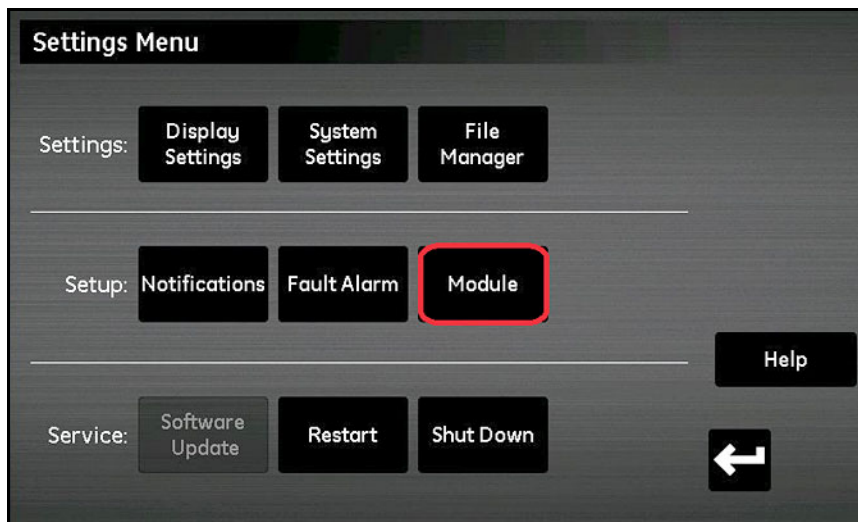 Settings Menu
Settings:
Display
Settings
System
Settings
File
Manager
Setup:
Notifications
Fault Alarm
Module
Help
Service:
Software
Update
Restart
Shut Down